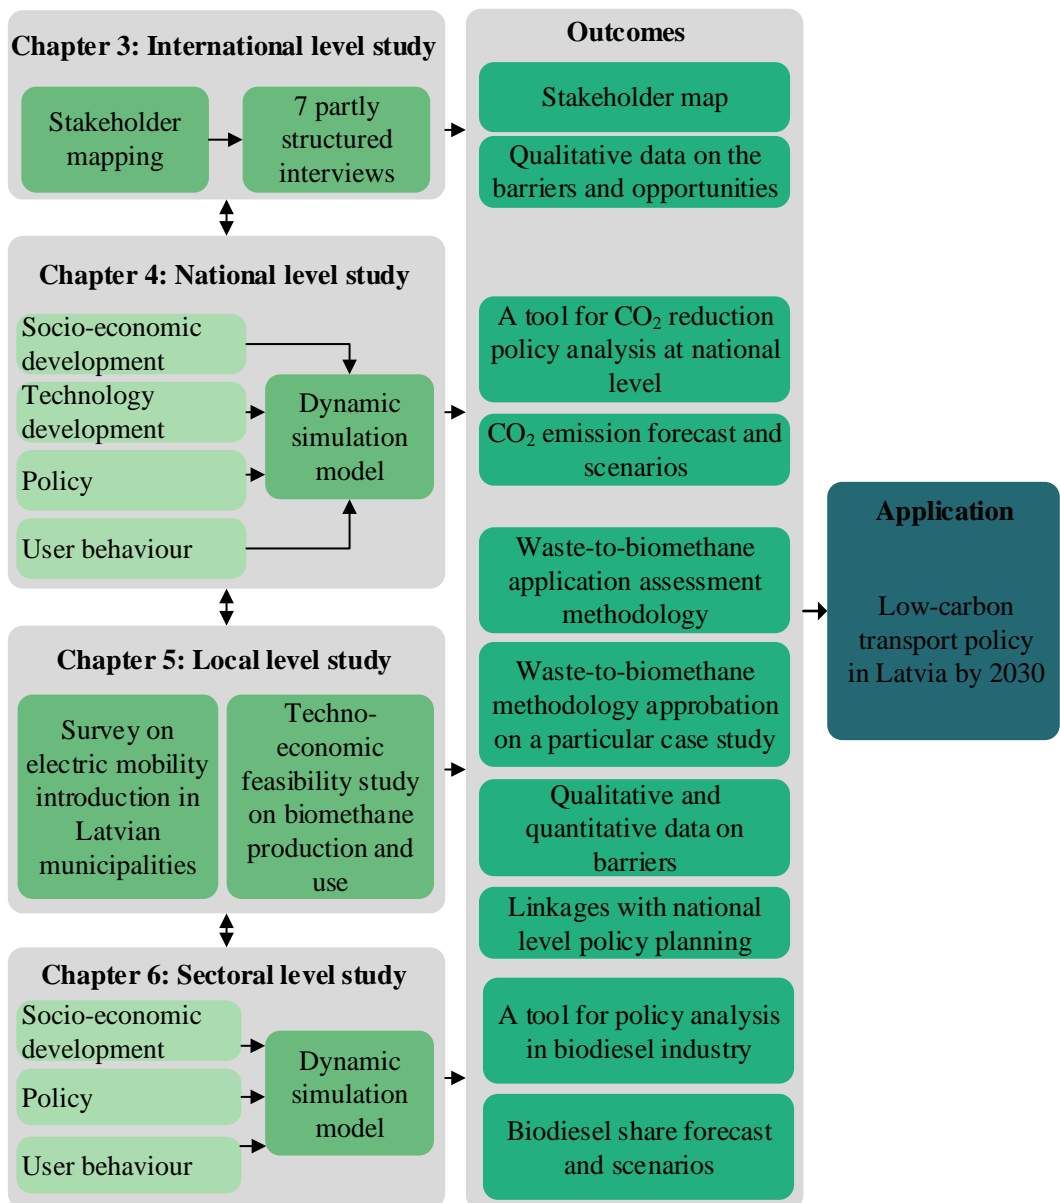 Chapter 3: International level study
Stakeholder
mapping
7 partly
structured
interviews
Chapter 4: National level study
Socio-economic
development
Technology
development
Policy
User behaviour
Dynamic
simulation
model
Chapter 5: Local level study
Survey on
electric mobility
introduction in
Latvian
municipalities
Techno-
economic
feasibility study
on biomethane
production and
use
Chapter 6: Sectoral level study
Socio-economic
development
Policy
User behaviour
Dynamic
simulation
model
Outcomes
Stakeholder map
Qualitative data on the
barriers and opportunities
A tool for CO₂ reduction
policy analysis at national
level
CO₂ emission forecast and
scenarios
Waste-to-biomethane
application assessment
methodology
Waste-to-biomethane
methodology approbation
on a particular case study
Qualitative and
quantitative data on
barriers
Linkages with national
level policy planning
A tool for policy analysis
in biodiesel industry
Biodiesel share forecast
and scenarios
Application
Low-carbon
transport policy
in Latvia by 2030